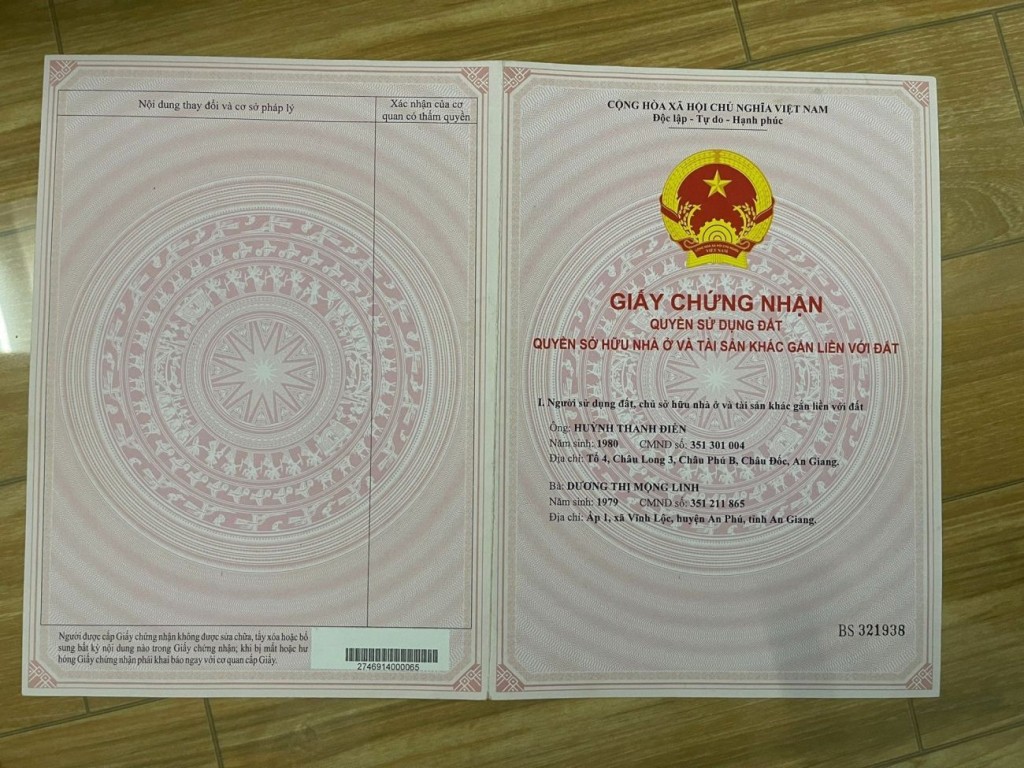 Nội dung thay đổi và cơ sở pháp lý
Xác nhận của cơ
quan có thẩm quyền
Người được cấp Giấy chứng nhận không được sửa chữa, tẩy xóa hoặc bổ
sung bất kỳ nội dung nào trong Giấy chứng nhận; khi bị mất hoặc hư
hỏng Giấy chứng nhận phải khai báo ngay với cơ quan cấp Giấy.
2746914000065
CỘNG HÒA XÃ HỘI CHỦ NGHĨA VIỆT NAM
Độc lập - Tự do - Hạnh phúc
VIỆT NAM
GIẤY CHỨNG NHẬN
QUYỀN SỬ DỤNG ĐẤT
QUYỀN SỞ HỮU NHÀ Ở VÀ TÀI SẢN KHÁC GẮN LIỀN VỚI ĐẤT
I. Người sử dụng đất, chủ sở hữu nhà ở và tài sản khác gắn liền với đất
Ông: HUỲNH THANH ĐIỀN
Năm sinh: 1980 CMND số: 351 301 004
Địa chỉ: Tổ 4, Châu Long 3, Châu Phú B, Châu Đốc, An Giang.
Bà: DƯƠNG THỊ MỘNG LINH
Năm sinh: 1979 CMND số: 351 211 865
Địa chỉ: Ấp 1, xã Vĩnh Lộc, huyện An Phú, tỉnh An Giang.
BS 321938